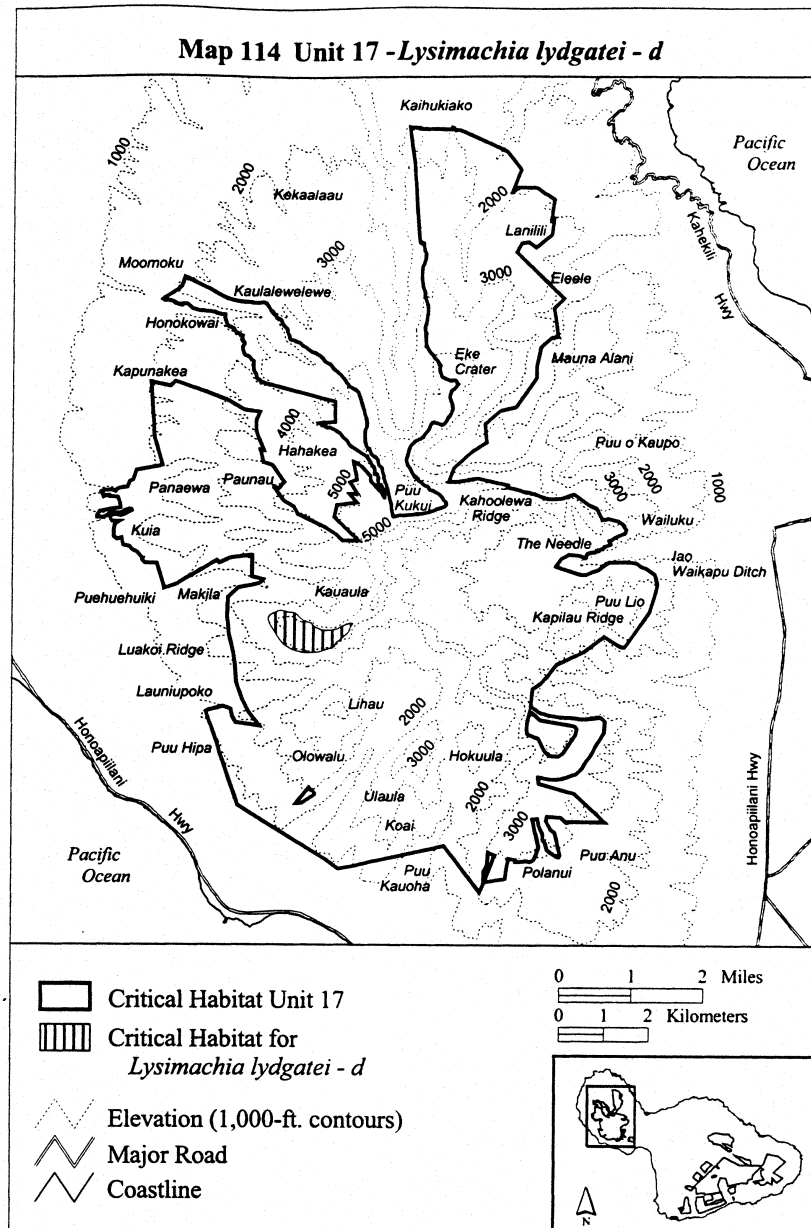 Map 114 Unit 17 - Lysimachia lydgatei - d
Kaihukiako
1000
2000
Kekaalaau
Pacific
Ocean
2000
Lanilili
Kahekili
Hwy
3000
Moomoku
Kaulalewelewe
3000
Eleele
Honokowai
Eke
Crater
Mauna Alani
Kapunakea
4000
Hahakea
Puu o Kaupo
Panaewa
Paunau
5000
Puu
Kukui
Kahoolewa
Ridge
3000
2000
1000
Wailuku
Kuia
5000
The Needle
Iao
Waikapu Ditch
Puehuehuiki
Makila
Kauaula
Puu Lio
Kapilau Ridge
Luakoi Ridge
Launiupoko
Lihau
2000
Puu Hipa
Olowalu
3000
Hokuula
Honoapiilani
Hwy
Ulaula
2000
Koai
3000
Honoapiilani Hwy
Pacific
Ocean
Puu
Kauoha
Polanui
Puu Anu
2000
Critical Habitat Unit 17
Critical Habitat for
Lysimachia lydgatei - d
Elevation (1,000-ft. contours)
Major Road
Coastline
0 1 2 Miles
0 1 2 Kilometers
N